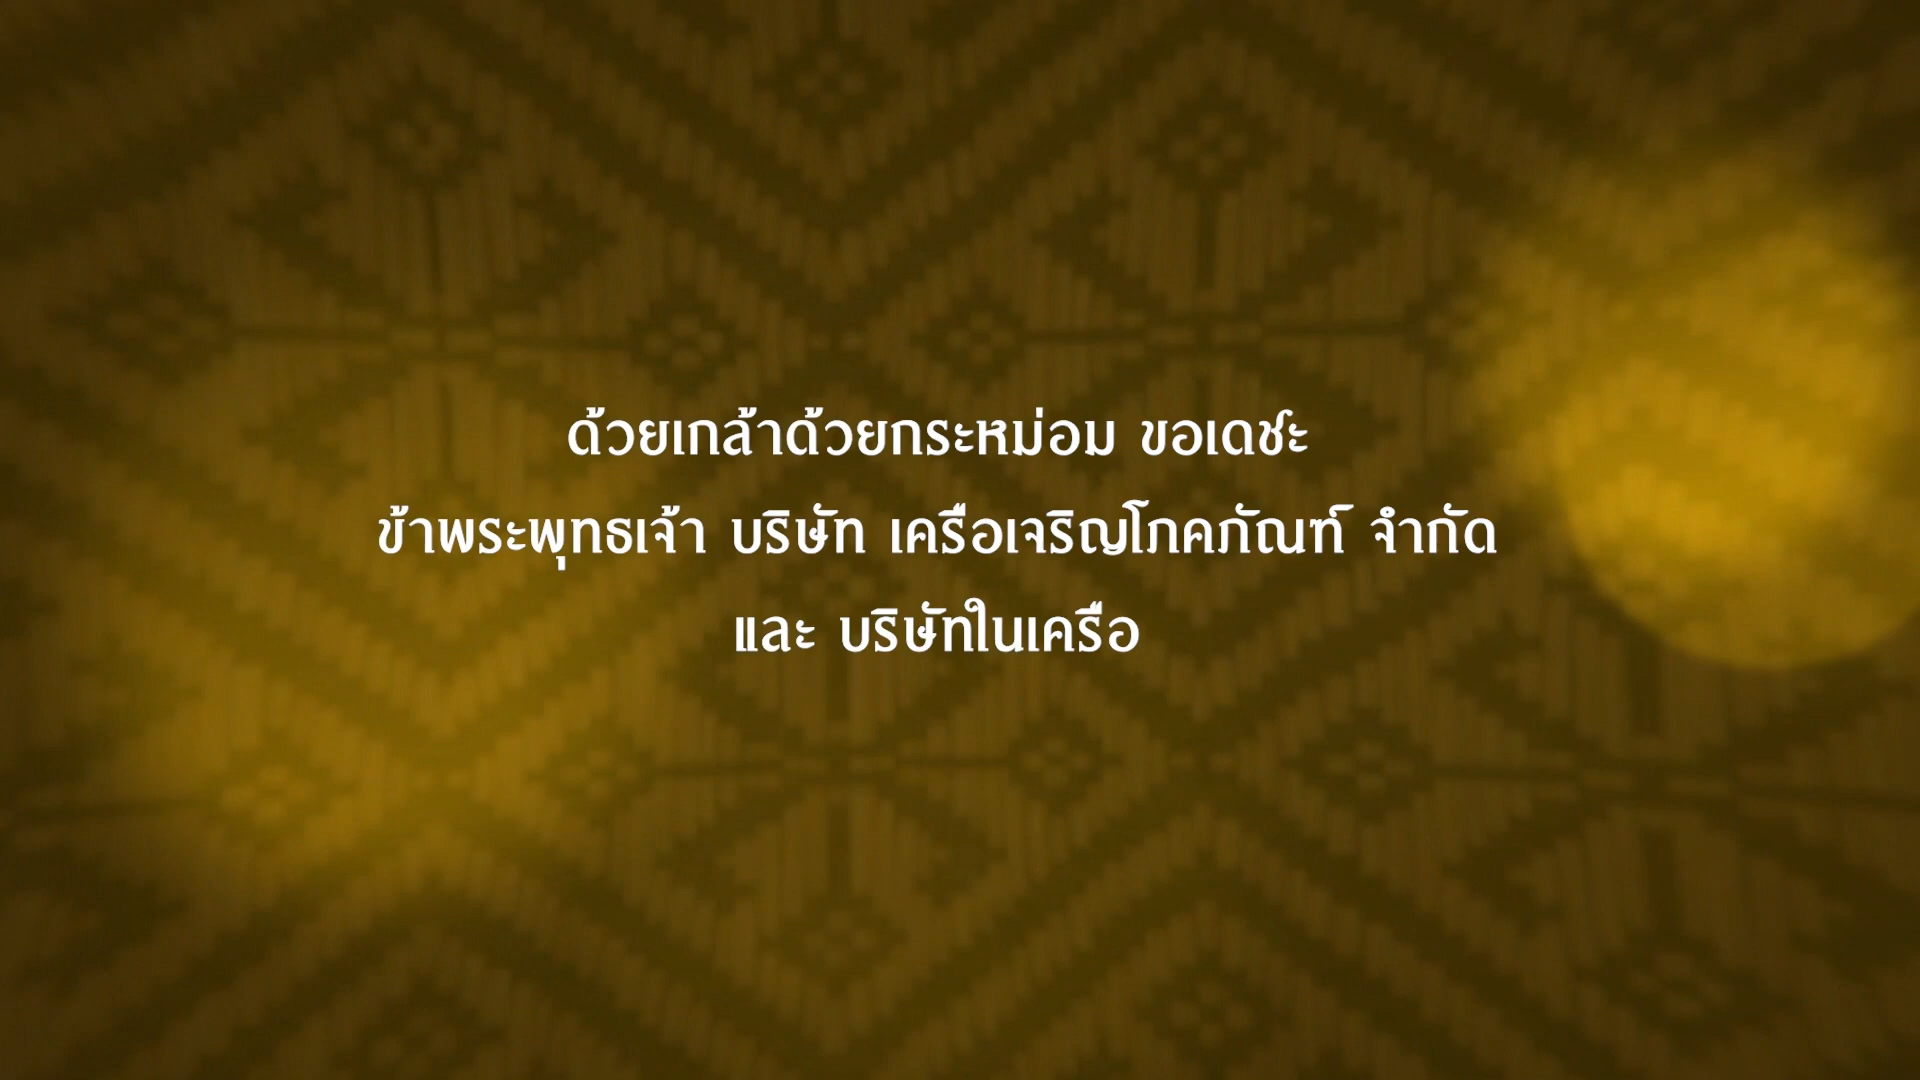 ด้วยเกล้าด้วยกระหม่อม ขอเดชะ
ข้าพระพุทธเจ้า บริษัท เครือเจริญโภคภัณฑ์ จำกัด
และ บริษัทในเครือ